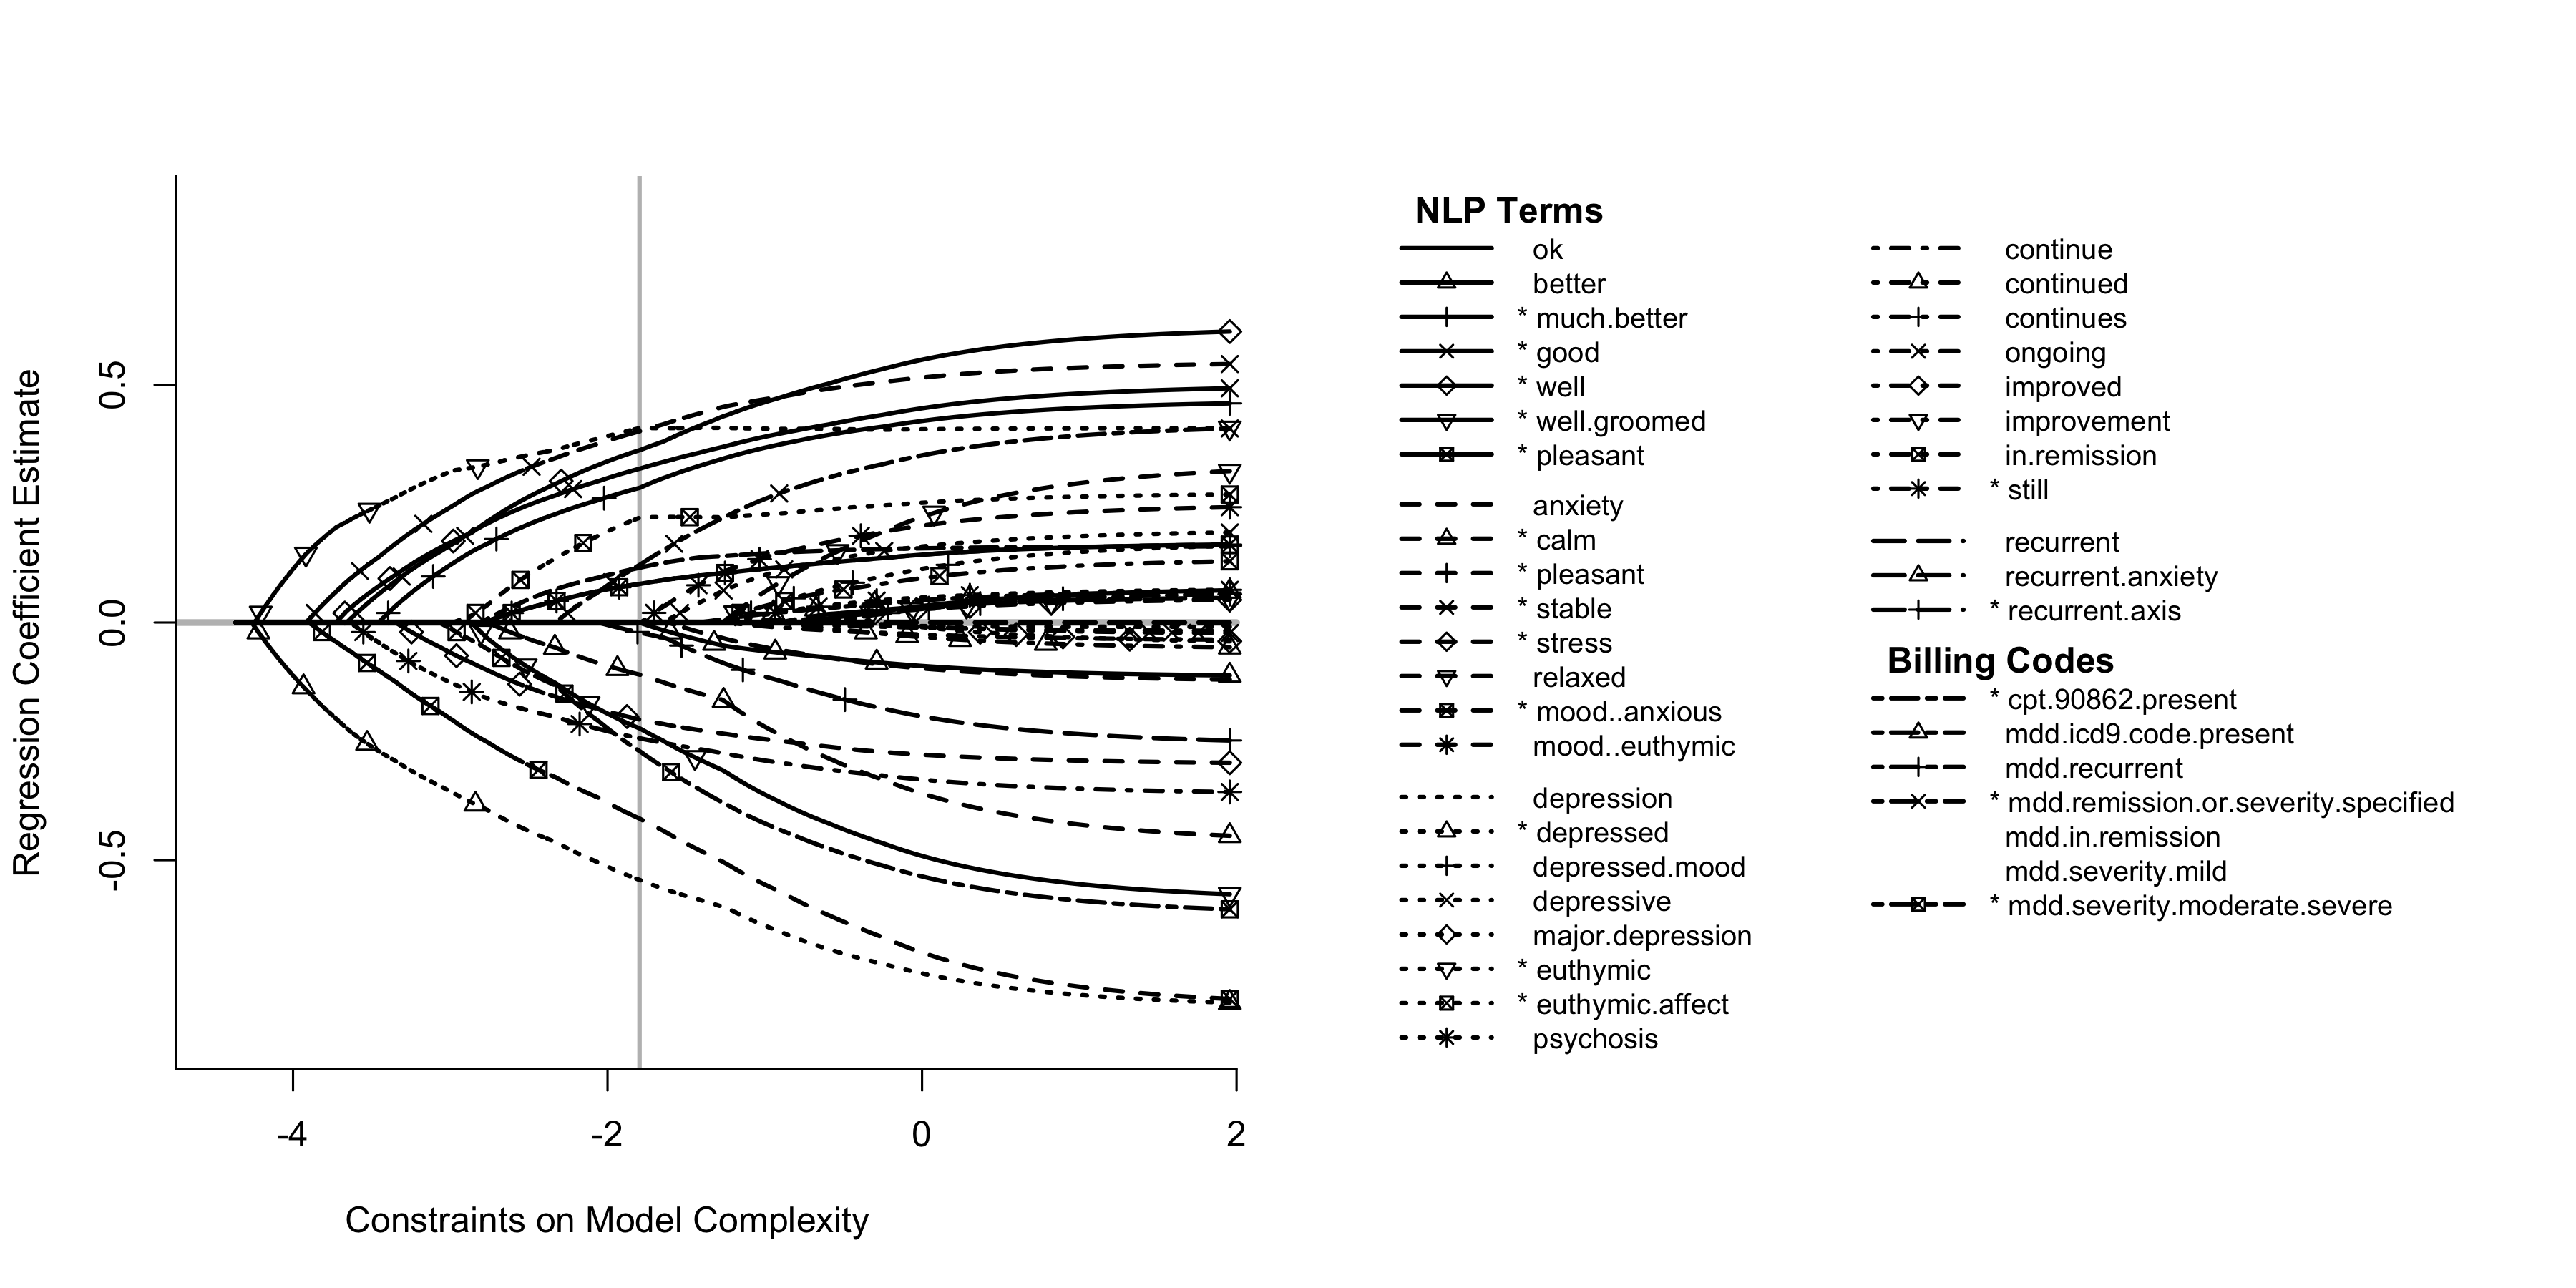 Regression Coefficient Estimate
0.5
0.0
-0.5
-4
-2
0
2
Constraints on Model Complexity
NLP Terms
ok
better
* much.better
* good
* well
* well.groomed
* pleasant
anxiety
* calm
* pleasant
* stable
* stress
relaxed
* mood..anxious
mood..euthymic
depression
* depressed
depressed.mood
depressive
major.depression
* euthymic
* euthymic.affect
psychosis
continue
continued
continues
ongoing
improved
improvement
in.remission
* still
recurrent
recurrent.anxiety
* recurrent.axis
Billing Codes
* cpt.90862.present
mdd.icd9.code.present
mdd.recurrent
* mdd.remission.or.severity.specified
mdd.in.remission
mdd.severity.mild
* mdd.severity.moderate.severe